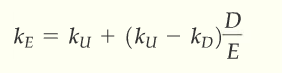 k_E = k_U + (k_U − k_D) D/E